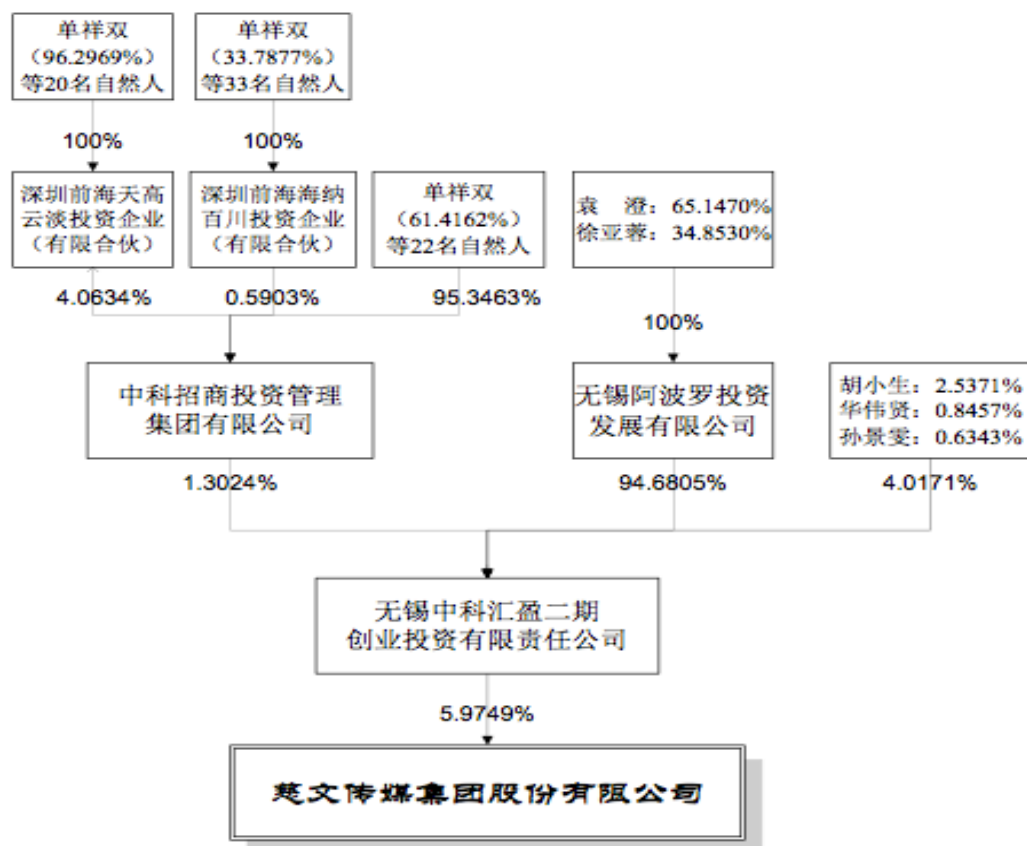 单祥双
（96.2969%）
等20名自然人
单祥双
（33.7877%）
等33名自然人
100%
100%
深圳前海天高
云淡投资企业
（有限合伙）
深圳前海海纳
百川投资企业
（有限合伙）
单祥双
（61.4162%）
等22名自然人
袁　澄：65.1470%
徐亚蓉：34.8530%
4.0634%
0.5903%
95.3463%
100%
中科招商投资管理
集团有限公司
无锡阿波罗投资
发展有限公司
胡小生：2.5371%
华伟贤：0.8457%
孙景雯：0.6343%
1.3024%
94.6805%
4.0171%
无锡中科汇盈二期
创业投资有限责任公司
5.9749%
慈文传媒集团股份有限公司